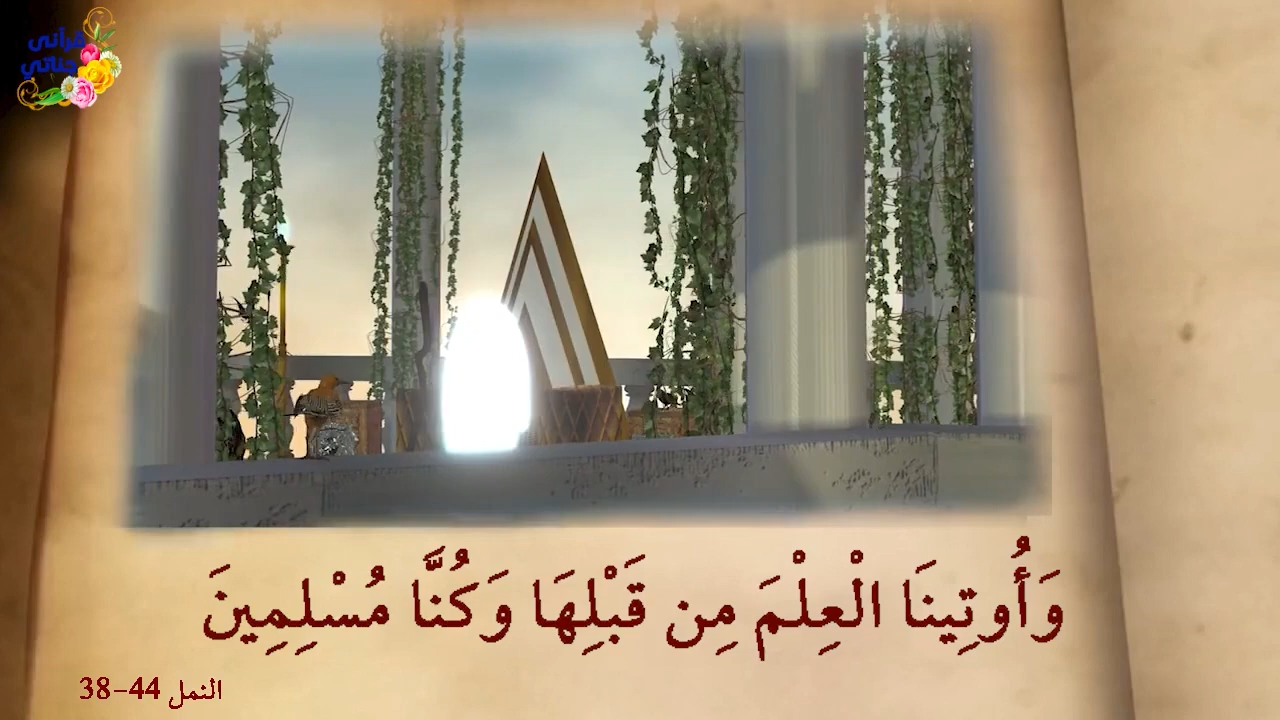 قرآني
جناتي
وَأُوتِينَا الْعِلْمَ مِن قَبْلِهَا وَكُنَّا مُسْلِمِينَ
النمل 44-38